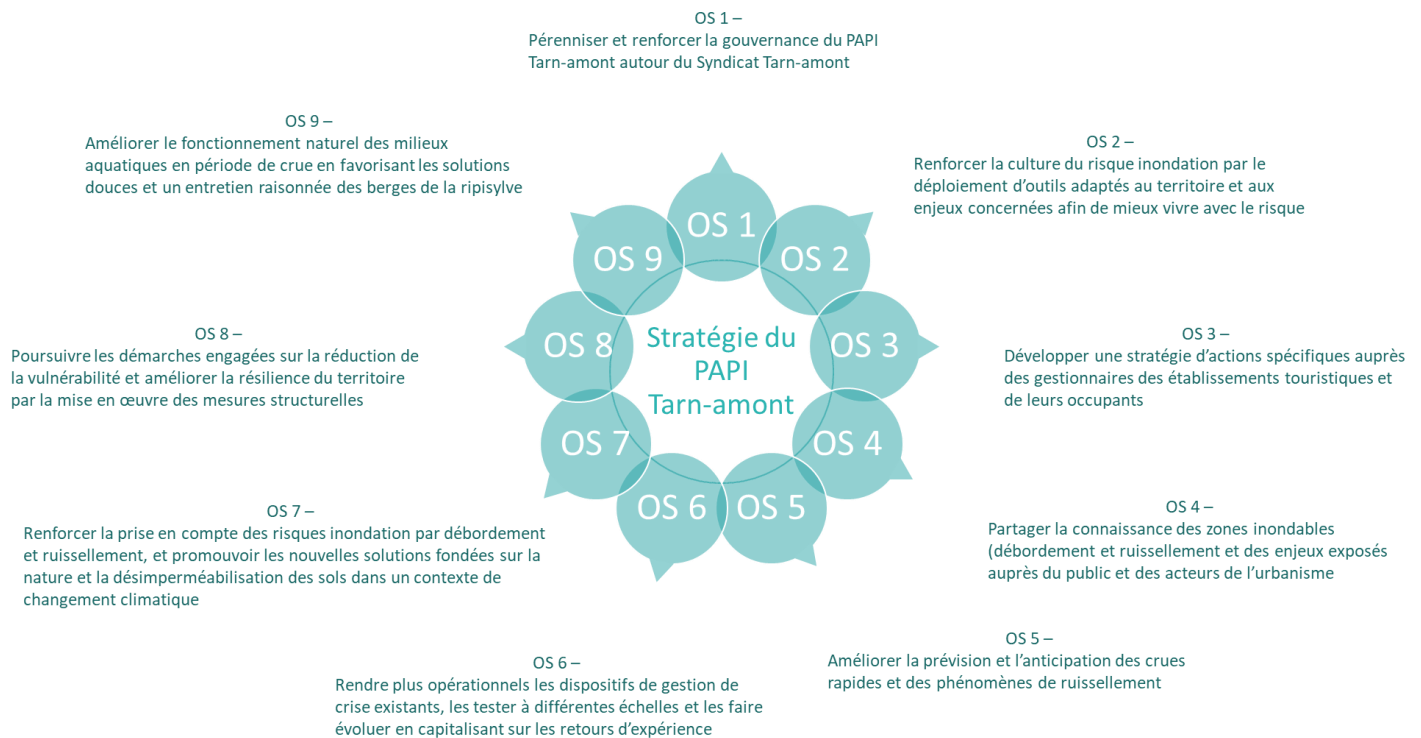 OS 1 –
Pérenniser et renforcer la gouvernance du PAPI
Tarn-amont autour du Syndicat Tarn-amont
OS 2 –
Renforcer la culture du risque inondation par le
déploiement d'outils adaptés au territoire et aux
enjeux concernées afin de mieux vivre avec le risque
OS 3 –
Développer une stratégie d'actions spécifiques auprès
des gestionnaires des établissements touristiques et
de leurs occupants
OS 4 –
Partager la connaissance des zones inondables
(débordement et ruissellement et des enjeux exposés
auprès du public et des acteurs de l'urbanisme
OS 5 –
Améliorer la prévision et l'anticipation des crues
rapides et des phénomènes de ruissellement
OS 6 –
Rendre plus opérationnels les dispositifs de gestion de
crise existants, les tester à différentes échelles et les faire
évoluer en capitalisant sur les retours d'expérience
OS 7 –
Renforcer la prise en compte des risques inondation par débordement
et ruissellement, et promouvoir les nouvelles solutions fondées sur la
nature et la désimperméabilisation des sols dans un contexte de
changement climatique
OS 8 –
Poursuivre les démarches engagées sur la réduction de
la vulnérabilité et améliorer la résilience du territoire
par la mise en œuvre des mesures structurelles
OS 9 –
Améliorer le fonctionnement naturel des milieux
aquatiques en période de crue en favorisant les solutions
douces et un entretien raisonnée des berges de la ripisylve
OS 1
OS 2
OS 3
OS 4
OS 5
OS 6
OS 7
OS 8
OS 9
Stratégie du
PAPI
Tarn-amont